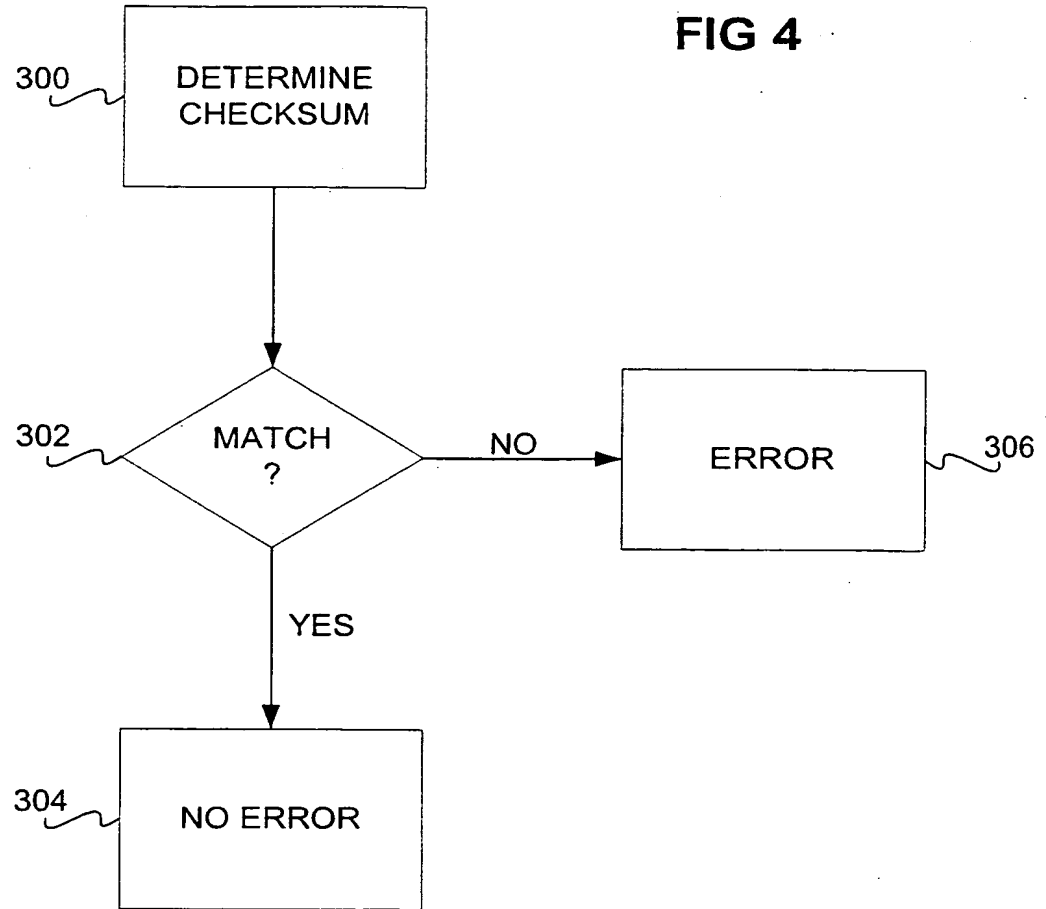 FIG 4
300
DETERMINE
CHECKSUM
302
MATCH
?
NO
ERROR
306
YES
304
NO ERROR